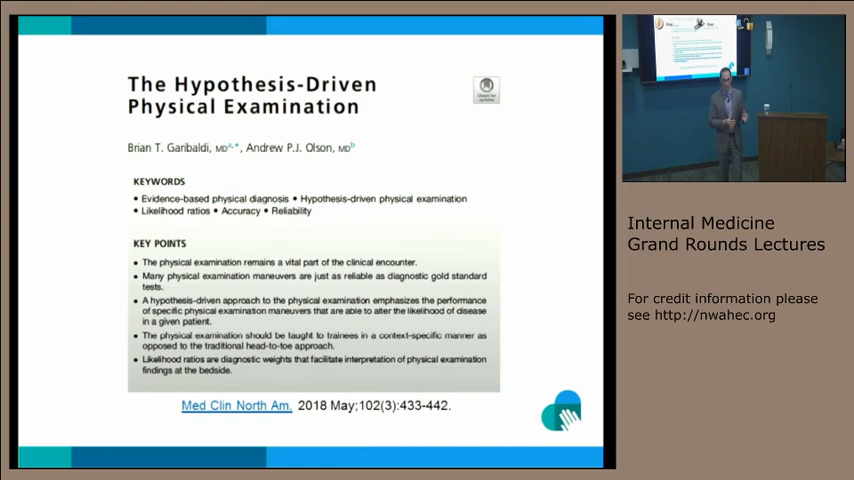 The Hypothesis-Driven
Physical Examination
Brian T. Garibaldi, MDa,*, Andrew P.J. Olson, MDb
KEYWORDS
• Evidence-based physical diagnosis • Hypothesis-driven physical examination
• Likelihood ratios • Accuracy • Reliability
KEY POINTS
• The physical examination remains a vital part of the clinical encounter.
• Many physical examination maneuvers are just as reliable as diagnostic gold standard
tests.
• A hypothesis-driven approach to the physical examination emphasizes the performance
of specific physical examination maneuvers that are able to alter the likelihood of disease
in a given patient.
• The physical examination should be taught to trainees in a context-specific manner as
opposed to the traditional head-to-toe approach.
• Likelihood ratios are diagnostic weights that facilitate interpretation of physical examination
findings at the bedside.
Med Clin North Am. 2018 May;102(3):433-442.
Internal Medicine
Grand Rounds Lectures
For credit information please
see http://nwahec.org